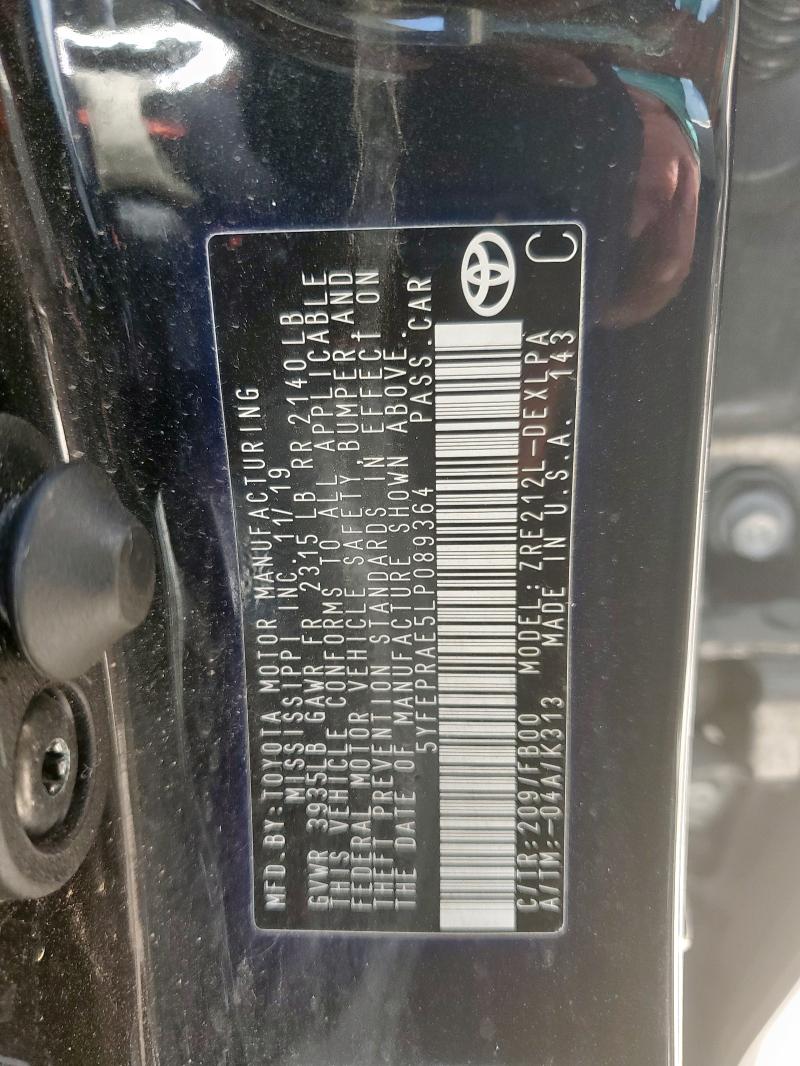 MFD.BY:TOYOTA MOTOR MANUFACTURING
MISSISSIPPI INC. 11/19
GVWR 3935LB GAWR FR 2315 LB RR 2140LB
THIS VEHICLE CONFORMS TO ALL APPLICABLE
FEDERAL MOTOR VEHICLE SAFETY, BUMPER, AND
THEFT PREVENTION STANDARDS IN EFFECT ON
THE DATE OF MANUFACTURE SHOWN ABOVE.
5YFEPRAE5LP089364 PASS.CAR
C/TR:209/FB00 MODEL:ZRE212L-DEXLPA
A/TM:-04A/K313 MADE IN U.S.A. 143
C